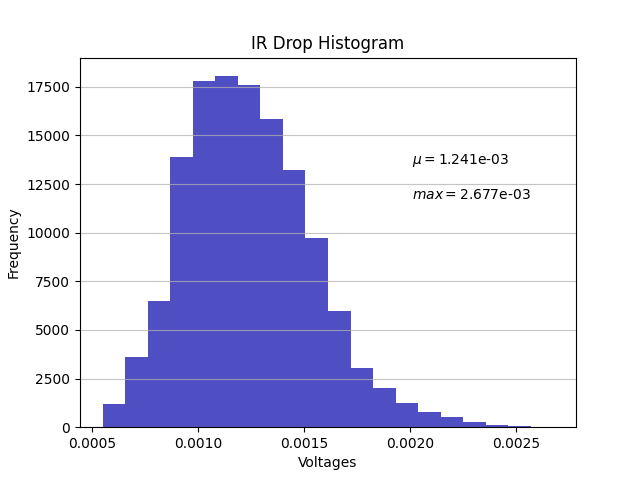 IR Drop Histogram
17500
15000
12500
10000
7500
5000
2500
0
Frequency
μ = 1.241e-03
max = 2.677e-03
0.0005 0.0010 0.0015 0.0020 0.0025
Voltages